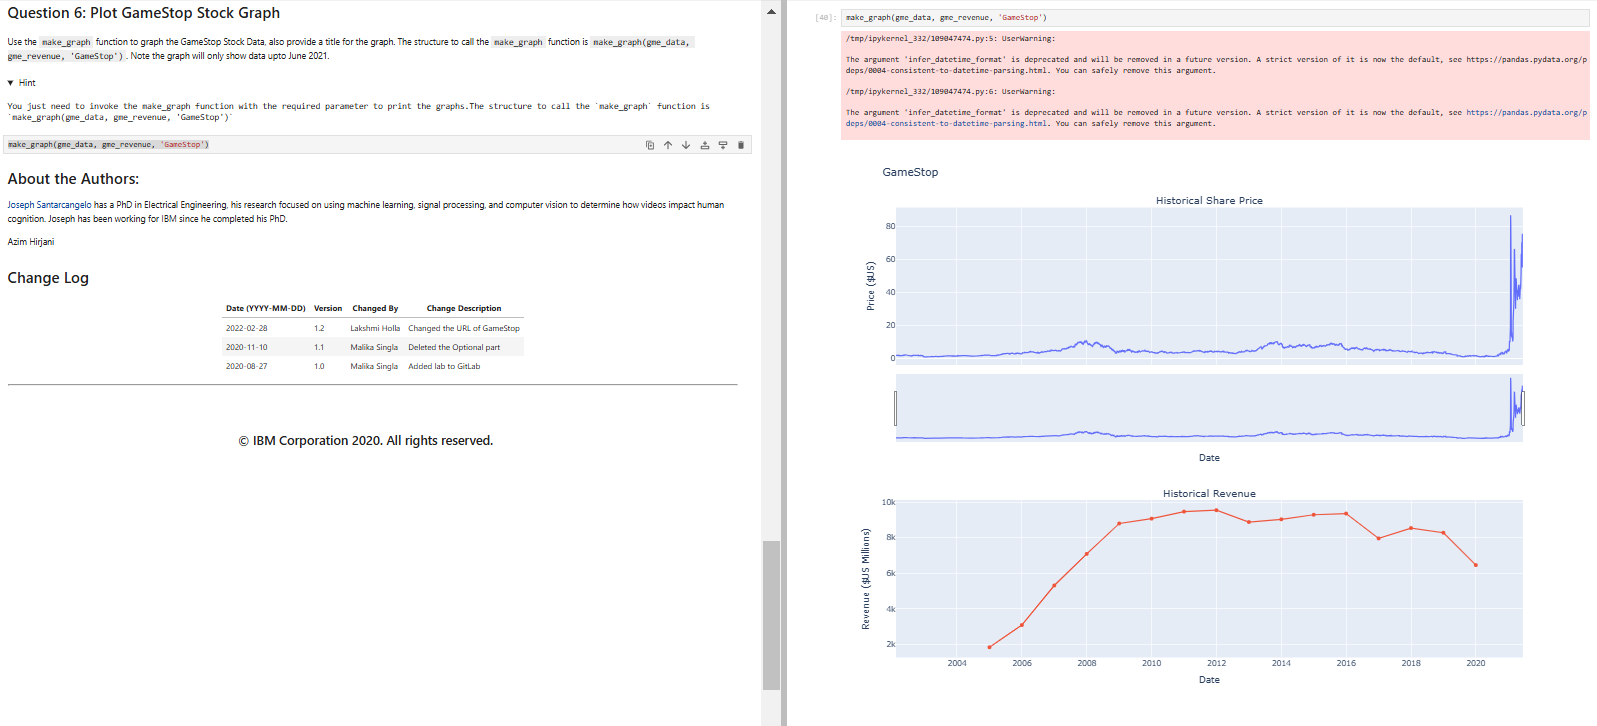 Question 6: Plot GameStop Stock Graph
Use the make_graph function to graph the GameStop Stock Data, also provide a title for the graph. The structure to call the make_graph function is make_graph(gme_data,
gme_revenue, 'GameStop') . Note the graph will only show data upto June 2021.
▼ Hint
You just need to invoke the make_graph function with the required parameter to print the graphs.The structure to call the `make_graph` function is
`make_graph(gme_data, gme_revenue, 'GameStop')`
make_graph(gme_data, gme_revenue, 'GameStop')
About the Authors:
Joseph Santarcangelo has a PhD in Electrical Engineering, his research focused on using machine learning, signal processing, and computer vision to determine how videos impact human
cognition. Joseph has been working for IBM since he completed his PhD.
Azim Hirjani
Change Log
Date (YYYY-MM-DD) Version Changed By Change Description
2022-02-28 1.2 Lakshmi Holla Changed the URL of GameStop
2020-11-10 1.1 Malika Singla Deleted the Optional part
2020-08-27 1.0 Malika Singla Added lab to GitLab
© IBM Corporation 2020. All rights reserved.
[40]: make_graph(gme_data, gme_revenue, 'GameStop')
/tmp/ipykernel_332/109047474.py:5: UserWarning:
The argument 'infer_datetime_format' is deprecated and will be removed in a future version. A strict version of it is now the default, see https://pandas.pydata.org/p
deps/0004-consistent-to-datetime-parsing.html. You can safely remove this argument.
/tmp/ipykernel_332/109047474.py:6: UserWarning:
The argument 'infer_datetime_format' is deprecated and will be removed in a future version. A strict version of it is now the default, see https://pandas.pydata.org/p
deps/0004-consistent-to-datetime-parsing.html. You can safely remove this argument.
GameStop
Historical Share Price
80
60
40
20
0
Price ($US)
Date
Historical Revenue
10k
8k
6k
4k
2k
Revenue ($US Millions)
2004 2006 2008 2010 2012 2014 2016 2018 2020
Date